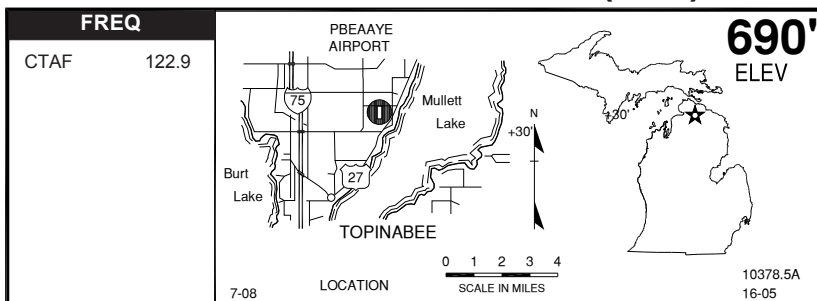 FREQ
CTAF 122.9
PBEAAYE
AIRPORT
75
Mullett
Lake
Burt
Lake
27
TOPINABEE
N
+30'
+30'
690'
ELEV
0 1 2 3 4
SCALE IN MILES
LOCATION
7-08
10378.5A
16-05